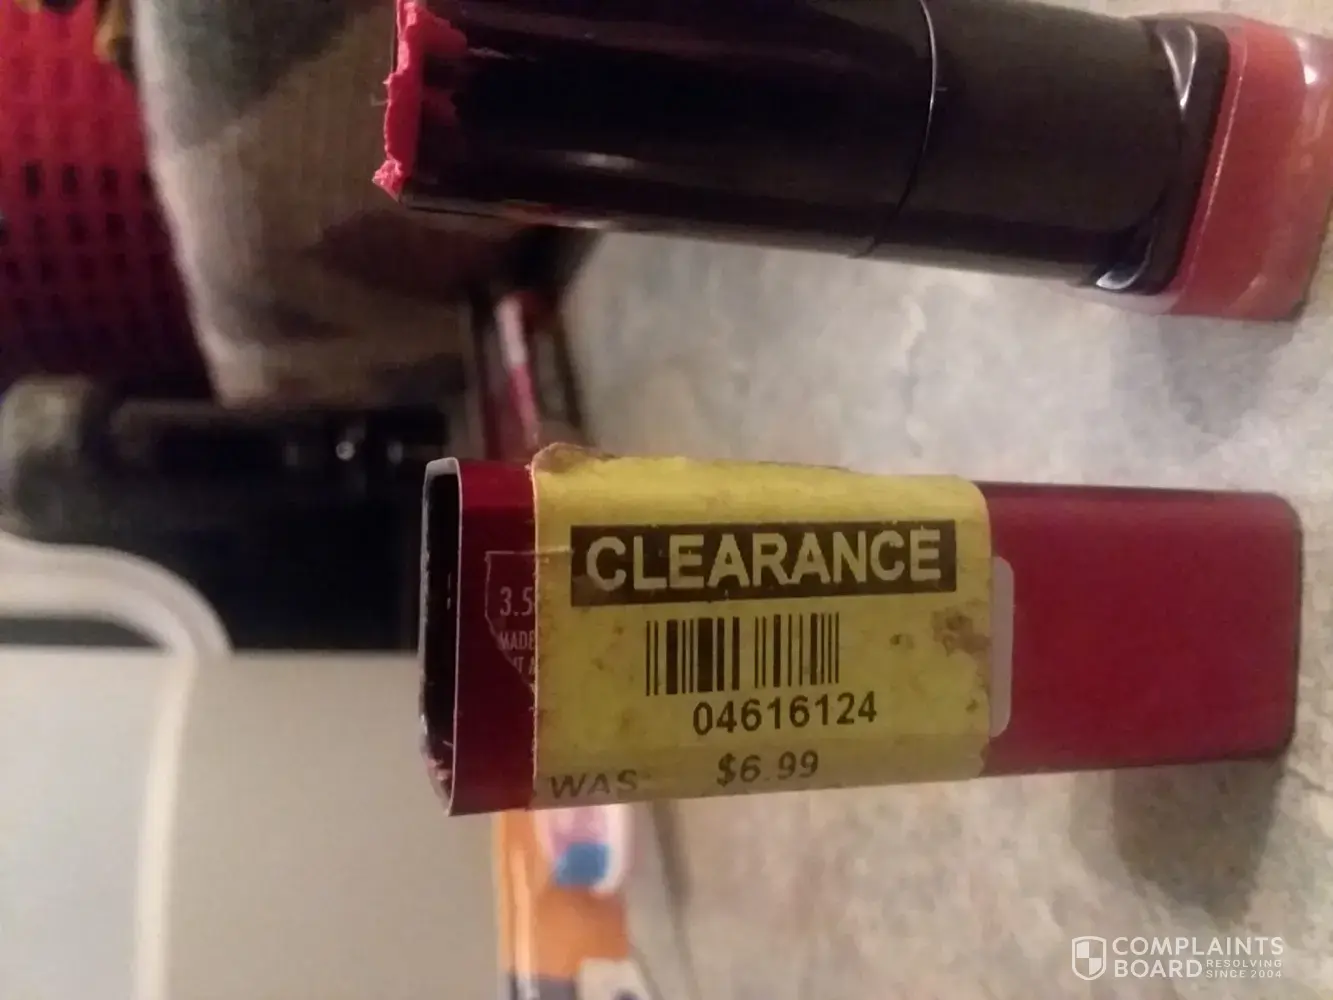 CLEARANCE
04616124
WAS $6.99
3.5
MADE
COMPLAINTS
BOARD RESOLVING
SINCE 2004